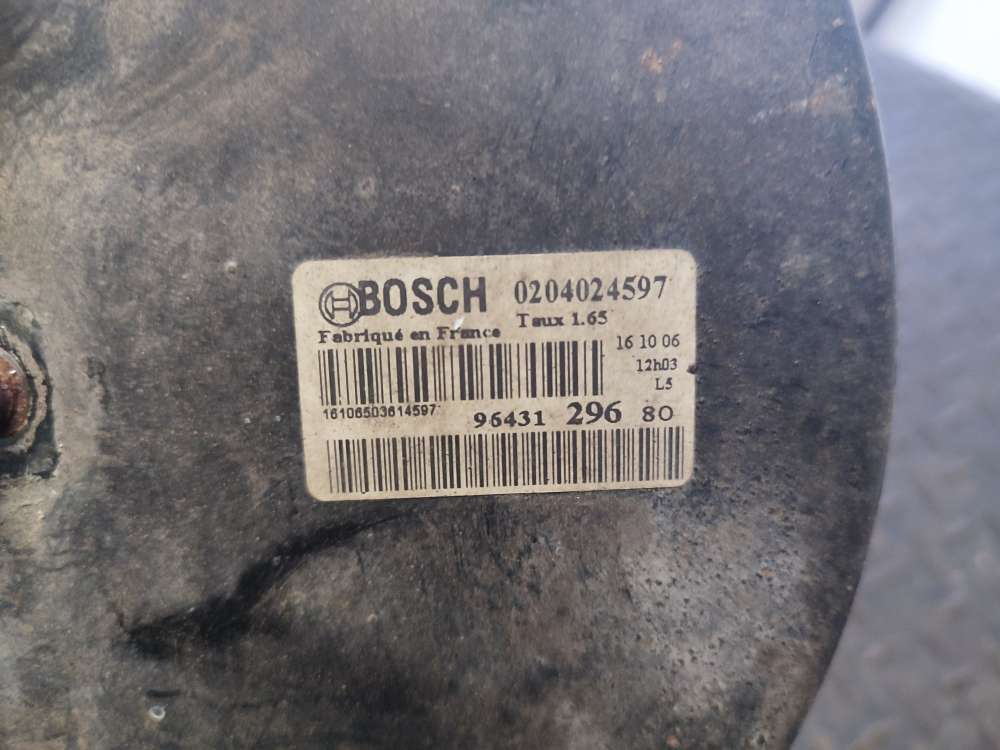 BOSCH 0204024597
Fabriqué en France Taux 1.65
16 10 06
12h03
L5
16106503614597
96431 296 80